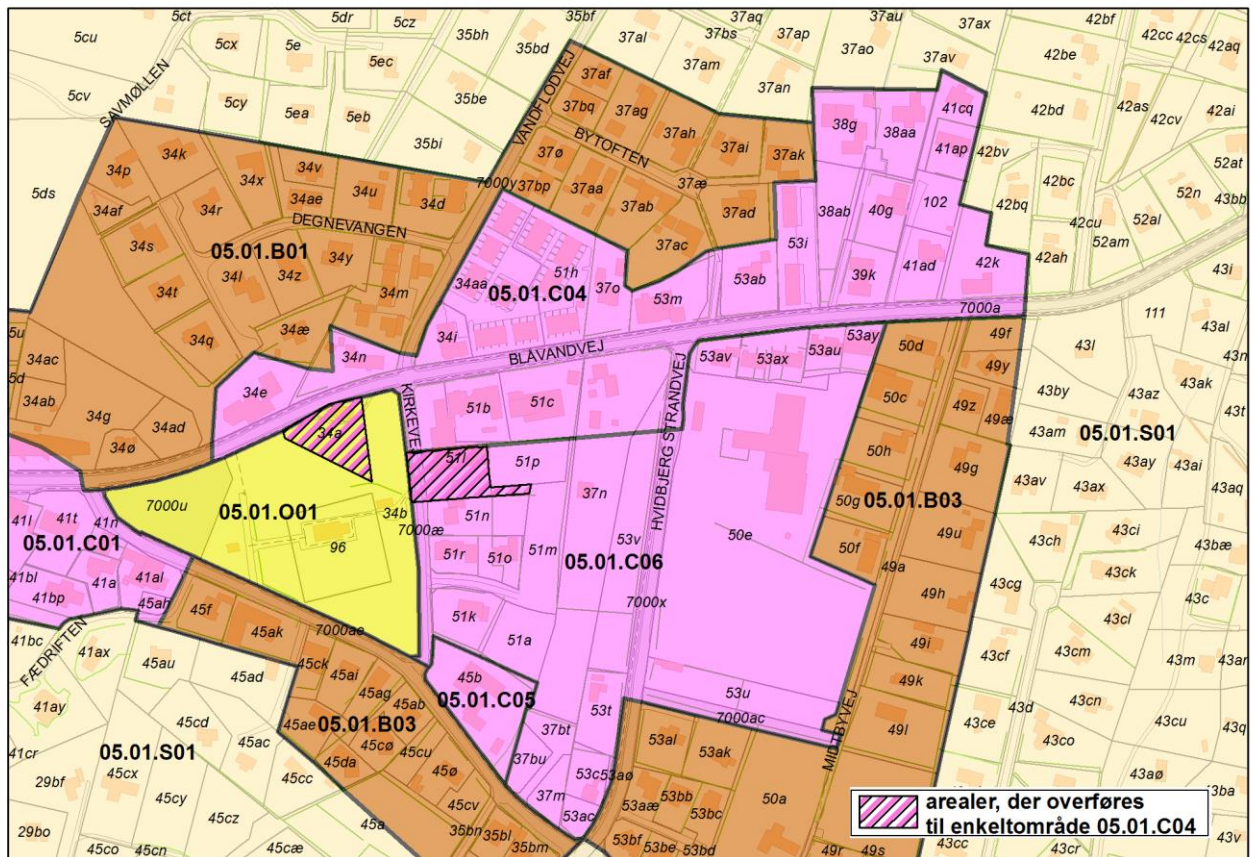 5ct
5dr
5cz
35bf
37aq
37au
37ax
42bf
42cc
42cs
42aq
5cu
5cx
5e
35bh
35bd
37al
37bs
37ap
37ao
37av
42be
5ec
37am
37an
5cv
SAVMØLLEN
5cy
5ea
5eb
35be
VANDFLODVEJ
37af
37bq
37ag
38g
38aa
41cq
42bd
42as
42cv
42ai
35bi
37ah
37ai
37ak
41ap
42bv
34p
34k
34v
37ø
BYTOFTEN
52at
5ds
34x
34u
34d
7000y
37bp
37aa
37æ
42bc
52n
43bb
34af
34r
34ae
37ab
37ad
38ab
40g
102
42bq
42cu
52al
34s
DEGNEVANGEN
37ac
53i
52am
05.01.B01
34y
34l
34z
34t
34m
34aa
51h
37o
53ab
39k
41ad
42k
42ah
43i
05.01.C04
53m
7000a
5u
34æ
34q
34i
111
43al
34ac
34n
BLÅVANDVEJ
53av
53ax
53au
53ay
50d
49f
43l
43n
5d
34ab
34e
KIRKEVEJ
51b
51c
HVIDBJERG STRANDVEJ
49y
43by
43az
43ak
34g
34ad
50c
49z
49æ
43t
34a
43am
05.01.S01
34ø
51l
51p
50h
49g
43ay
43ai
7000u
05.01.O01
37n
50g
05.01.B03
43av
43ax
43aq
34b
51n
41l
41t
41n
7000æ
53v
50e
49u
43ci
05.01.C01
96
51r
51o
51m
05.01.C06
50f
43ch
43bæ
41bl
41a
41al
49a
43ck
41bp
45ah
7000x
49h
43cg
43c
45f
51k
43cl
FÆDRIFTEN
45ak
7000ae
51a
49i
41bc
41ax
45au
45ck
43cf
43cm
43m
43ar
45ad
45ai
45b
49k
45ag
05.01.C05
53u
43cn
41ay
45ab
53t
7000ac
MIDTBYVEJ
43d
45cd
45ae
05.01.B03
37bt
49l
43ce
43cu
43q
45ac
45cø
53al
43co
41cr
05.01.S01
45cu
37bu
53ak
29bf
45cx
45da
45ø
53c
53aø
43aø
45cc
45cy
45cv
37m
53aæ
53bb
50a
43ba
45cz
45a
35bn
35bl
53ac
53bc
29bo
53bf
43v
45co
45cn
45cæ
35bm
53be
53bd
49r
49s
43cc
43cr
arealer, der overføres
til enkeltområde 05.01.C04